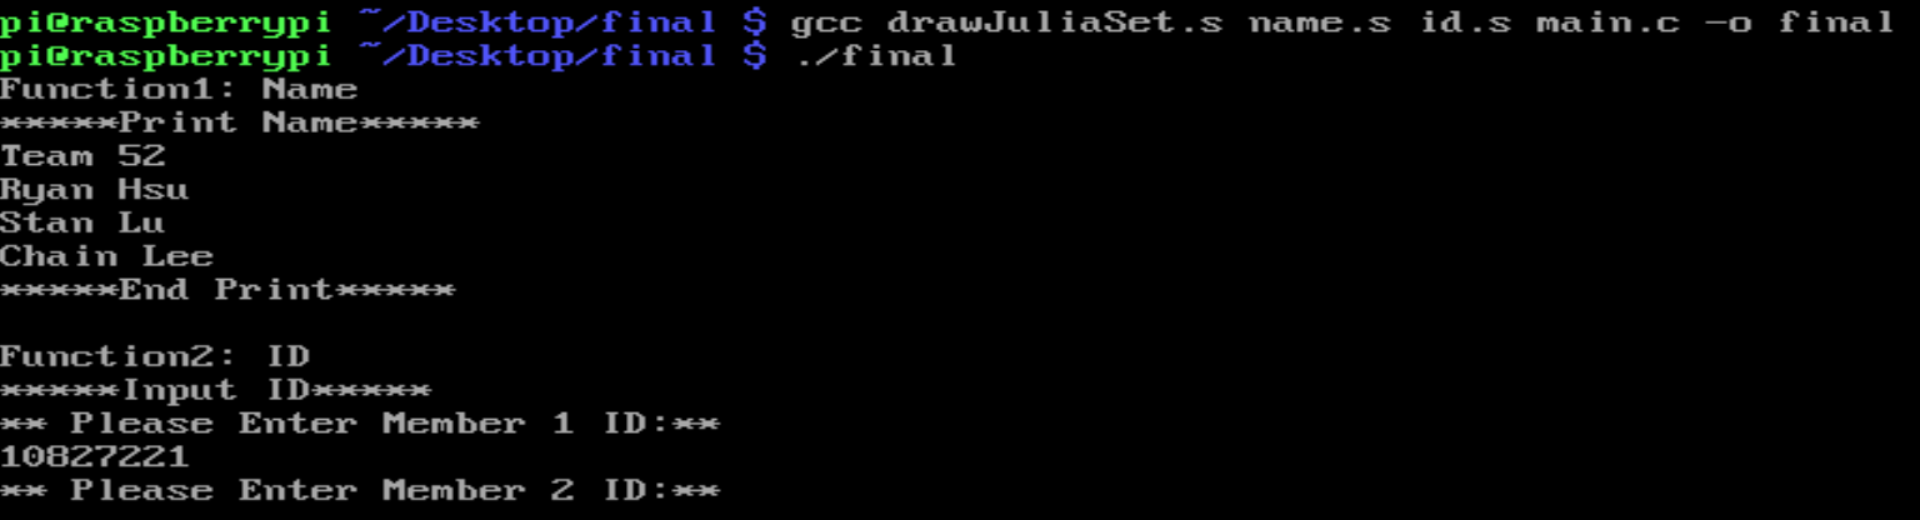 pi@raspberrypi ~/Desktop/final $ gcc drawJuliaSet.s name.s id.s main.c -o final
pi@raspberrypi ~/Desktop/final $ ./final
Function1: Name
*****Print Name*****
Team 52
Ryan Hsu
Stan Lu
Chain Lee
*****End Print*****
Function2: ID
*****Input ID*****
** Please Enter Member 1 ID:**
10827221
** Please Enter Member 2 ID:**